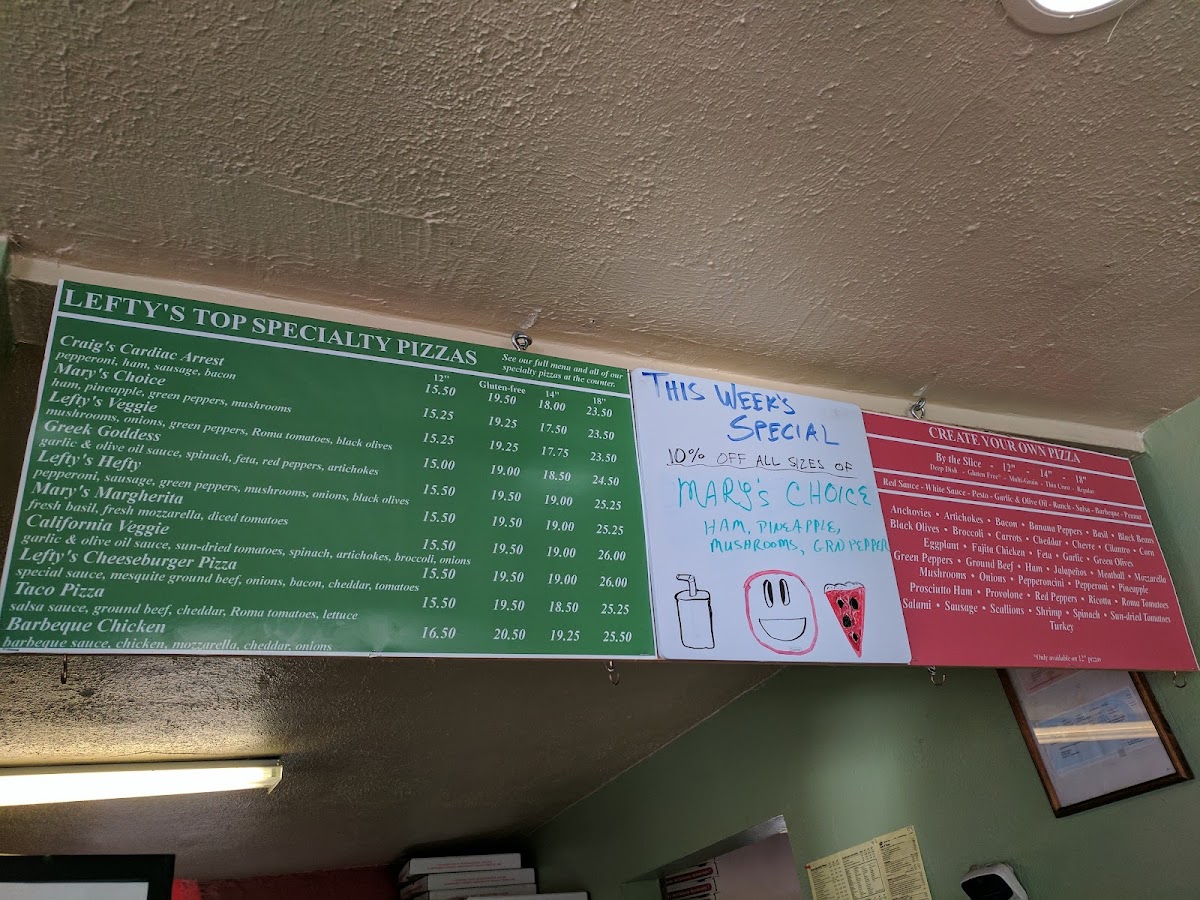 LEFTY'S TOP SPECIALTY PIZZAS
See our full menu and all of our
specialty pizzas at the counter.
12" Gluten-free 14" 18"
Craig's Cardiac Arrest 15.50 19.50 18.00 23.50
pepperoni, ham, sausage, bacon
Mary's Choice 15.25 19.25 17.50 23.50
ham, pineapple, green peppers, mushrooms
Lefty's Veggie 15.25 19.25 17.75 23.50
mushrooms, onions, green peppers, Roma tomatoes, black olives
Greek Goddess 15.00 19.00 18.50 24.50
garlic & olive oil sauce, spinach, feta, red peppers, artichokes
Lefty's Hefty 15.50 19.50 19.00 25.25
pepperoni, sausage, green peppers, mushrooms, onions, black olives
Mary's Margherita 15.50 19.50 19.00 25.25
fresh basil, fresh mozzarella, diced tomatoes
California Veggie 15.50 19.50 19.00 26.00
garlic & olive oil sauce, sun-dried tomatoes, spinach, artichokes, broccoli, onions
Lefty's Cheeseburger Pizza 15.50 19.50 19.00 26.00
special sauce, mesquite ground beef, onions, bacon, cheddar, tomatoes
Taco Pizza 15.50 19.50 18.50 25.25
salsa sauce, ground beef, cheddar, Roma tomatoes, lettuce
Barbeque Chicken 16.50 20.50 19.25 25.50
barbeque sauce, chicken, mozzarella, cheddar, onions
THIS WEEK'S
SPECIAL
10% OFF ALL SIZES OF
MARY'S CHOICE
HAM, PINEAPPLE,
MUSHROOMS, GRN PEPPER
CREATE YOUR OWN PIZZA
By the Slice - 12" - 14" - 18"
Deep Dish - Gluten Free* - Multi-Grain - Thin Crust - Regular
Red Sauce - White Sauce - Pesto - Garlic & Olive Oil - Ranch - Salsa - Barbeque - Peanut
Anchovies • Artichokes • Bacon • Banana Peppers • Basil • Black Beans
Black Olives • Broccoli • Carrots • Cheddar • Chevre • Cilantro • Corn
Eggplant • Fajita Chicken • Feta • Garlic • Green Olives
Green Peppers • Ground Beef • Ham • Jalapeños • Meatball • Mozzarella
Mushrooms • Onions • Pepperoncini • Pepperoni • Pineapple
Prosciutto Ham • Provolone • Red Peppers • Ricotta • Roma Tomatoes
Salami • Sausage • Scallions • Shrimp • Spinach • Sun-dried Tomatoes
Turkey
*Only available on 12" pizzas